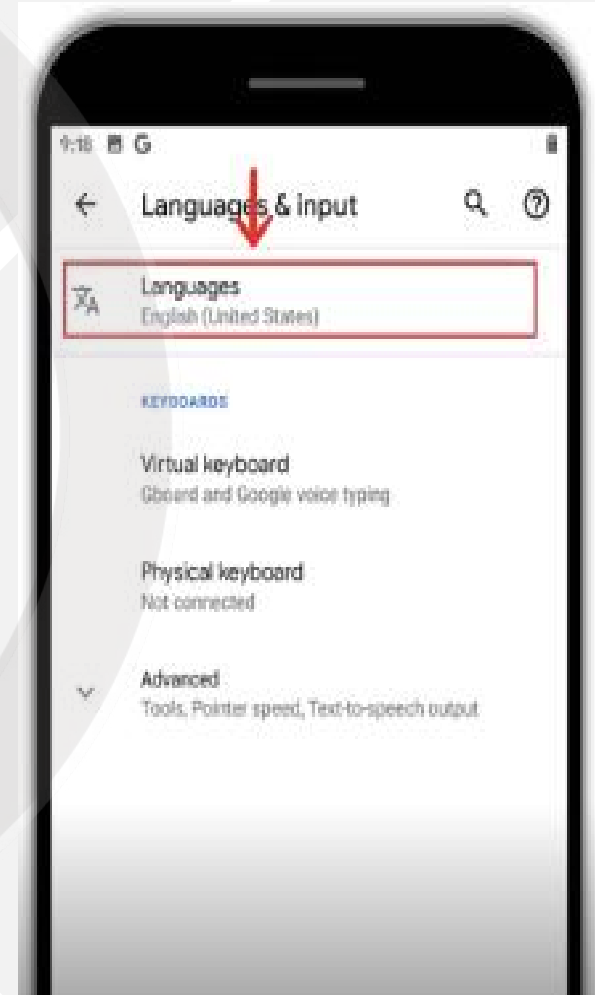 9:18 G
Languages & input
Languages
English (United States)
KEYBOARDS
Virtual keyboard
Gboard and Google voice typing
Physical keyboard
Not connected
Advanced
Tools, Pointer speed, Text-to-speech output